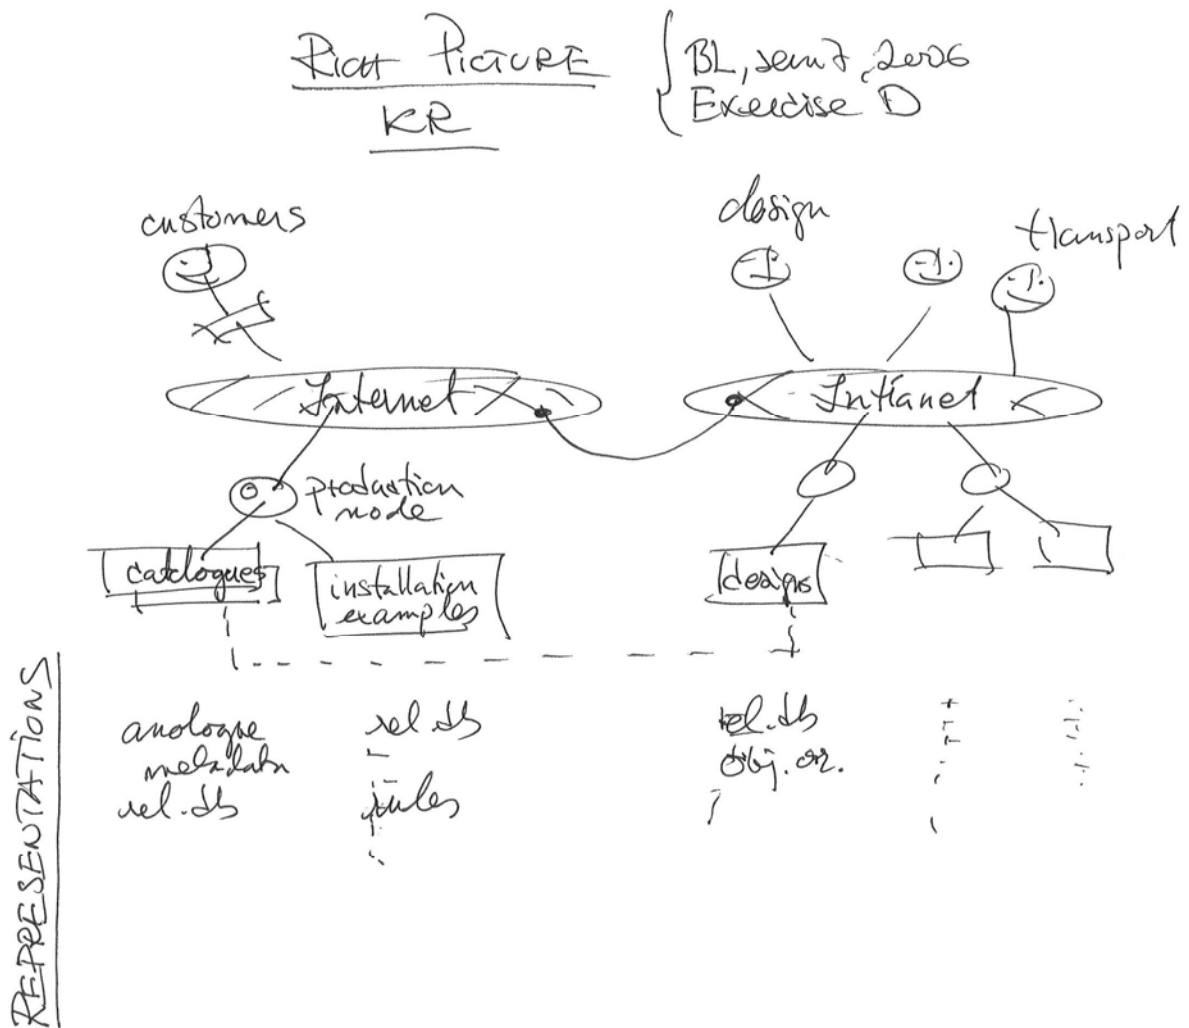 RICH PICTURE
KR
BL, sem 7, 2006
Exercise D
customers
design
transport
Internet
Intranet
production
node
catalogues
installation
examples
designs
REPRESENTATIONS
analogue
metadata
rel.db
rel.db
rules
rel.db
obj.or.